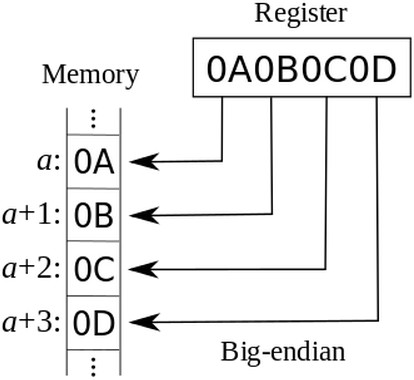 Register
0A0B0C0D
Memory
⋮
a: 0A
a+1: 0B
a+2: 0C
a+3: 0D
⋮
Big-endian